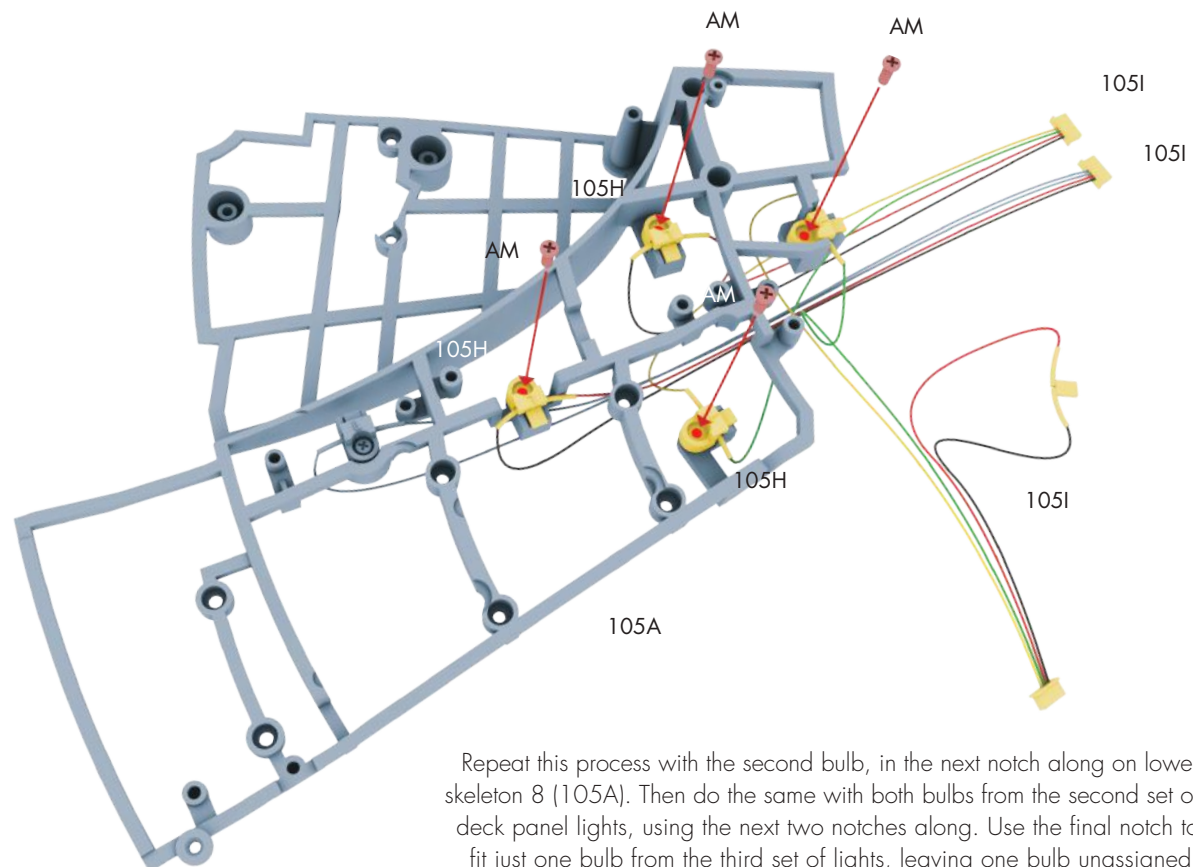 AM
AM
105I
105I
105H
AM
AM
105H
105H
105I
105A
Repeat this process with the second bulb, in the next notch along on lowe
skeleton 8 (105A). Then do the same with both bulbs from the second set o
deck panel lights, using the next two notches along. Use the final notch to
fit just one bulb from the third set of lights, leaving one bulb unassigned.